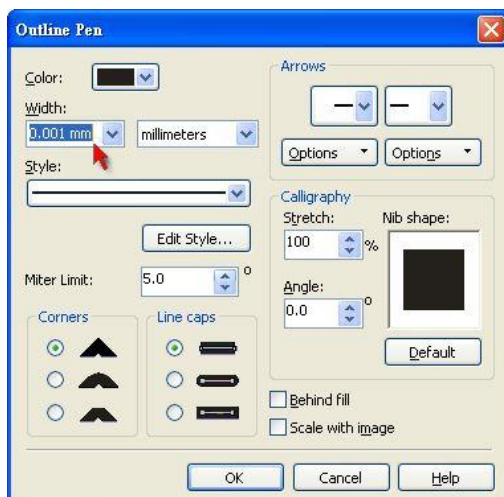 Outline Pen
Color:
Width:
0.001 mm
millimeters
Style:
Edit Style...
Miter Limit:
5.0
°
Corners
Line caps
Arrows
Options
Options
Calligraphy
Stretch:
Nib shape:
100
%
Angle:
0.0
°
Default
Behind fill
Scale with image
OK
Cancel
Help